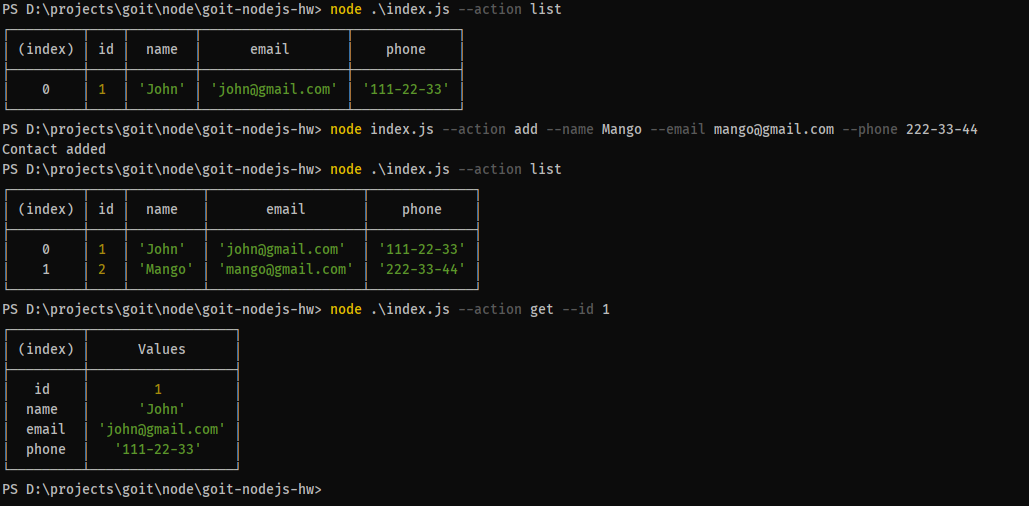 PS D:\projects\goit\node\goit-nodejs-hw> node .\index.js --action list
(index) id name email phone
0 1 'John' 'john@gmail.com' '111-22-33'
PS D:\projects\goit\node\goit-nodejs-hw> node index.js --action add --name Mango --email mango@gmail.com --phone 222-33-44
Contact added
PS D:\projects\goit\node\goit-nodejs-hw> node .\index.js --action list
(index) id name email phone
0 1 'John' 'john@gmail.com' '111-22-33'
1 2 'Mango' 'mango@gmail.com' '222-33-44'
PS D:\projects\goit\node\goit-nodejs-hw> node .\index.js --action get --id 1
(index) Values
id 1
name 'John'
email 'john@gmail.com'
phone '111-22-33'
PS D:\projects\goit\node\goit-nodejs-hw>